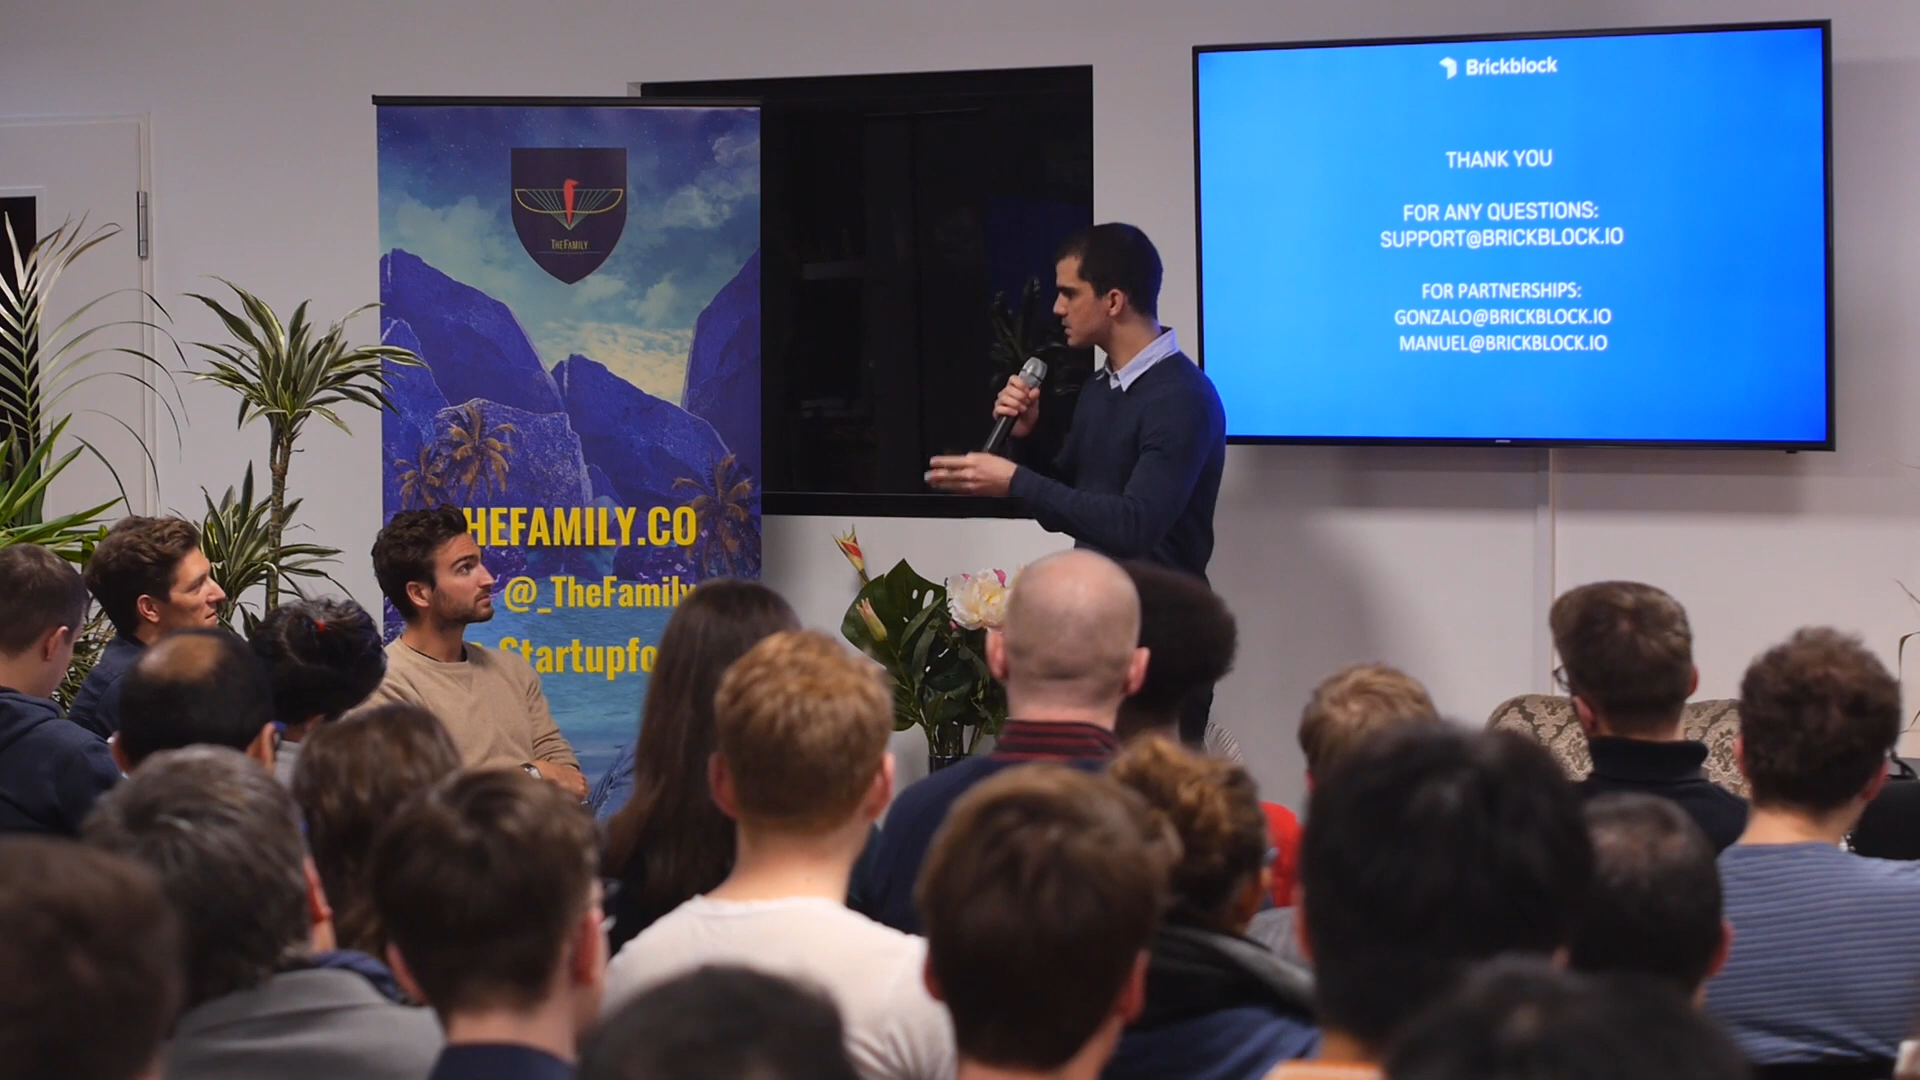 THEFAMILY
HEFAMILY.CO
@_TheFamily
Startupfo
Brickblock
THANK YOU
FOR ANY QUESTIONS:
SUPPORT@BRICKBLOCK.IO
FOR PARTNERSHIPS:
GONZALO@BRICKBLOCK.IO
MANUEL@BRICKBLOCK.IO